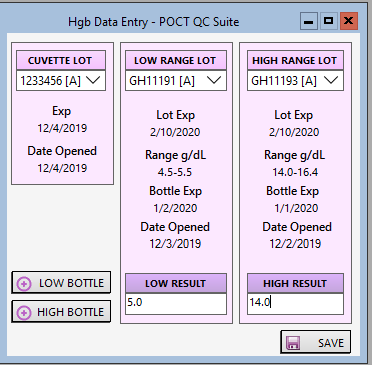 Hgb Data Entry - POCT QC Suite
CUVETTE LOT
1233456 [A]
Exp
12/4/2019
Date Opened
12/4/2019
LOW RANGE LOT
GH11191 [A]
Lot Exp
2/10/2020
Range g/dL
4.5-5.5
Bottle Exp
1/2/2020
Date Opened
12/3/2019
HIGH RANGE LOT
GH11193 [A]
Lot Exp
2/10/2020
Range g/dL
14.0-16.4
Bottle Exp
1/1/2020
Date Opened
12/2/2019
LOW BOTTLE
HIGH BOTTLE
LOW RESULT
5.0
HIGH RESULT
14.0
SAVE